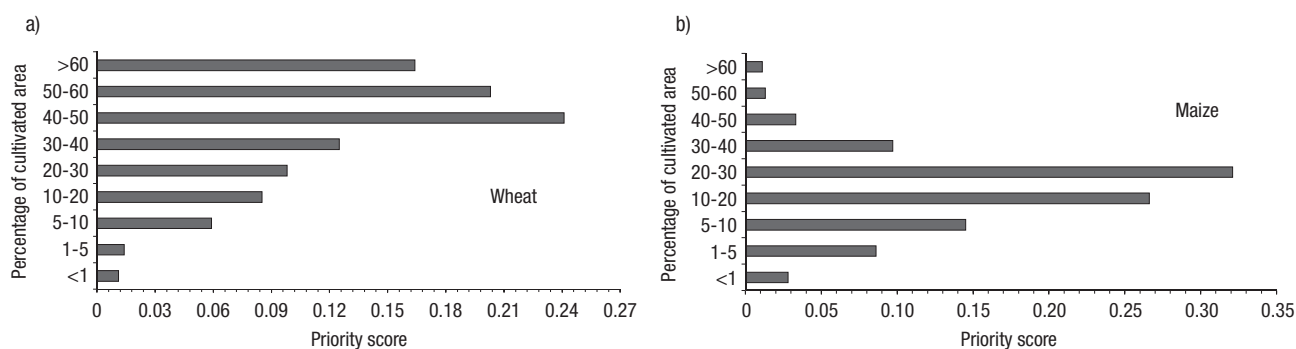 a)
Percentage of cultivated area
>60
50-60
40-50
30-40
20-30
10-20
5-10
1-5
<1
Wheat
0 0.03 0.06 0.09 0.12 0.15 0.18 0.21 0.24 0.27
Priority score
b)
Percentage of cultivated area
>60
50-60
40-50
30-40
20-30
10-20
5-10
1-5
<1
Maize
0 0.05 0.10 0.15 0.20 0.25 0.30 0.35
Priority score